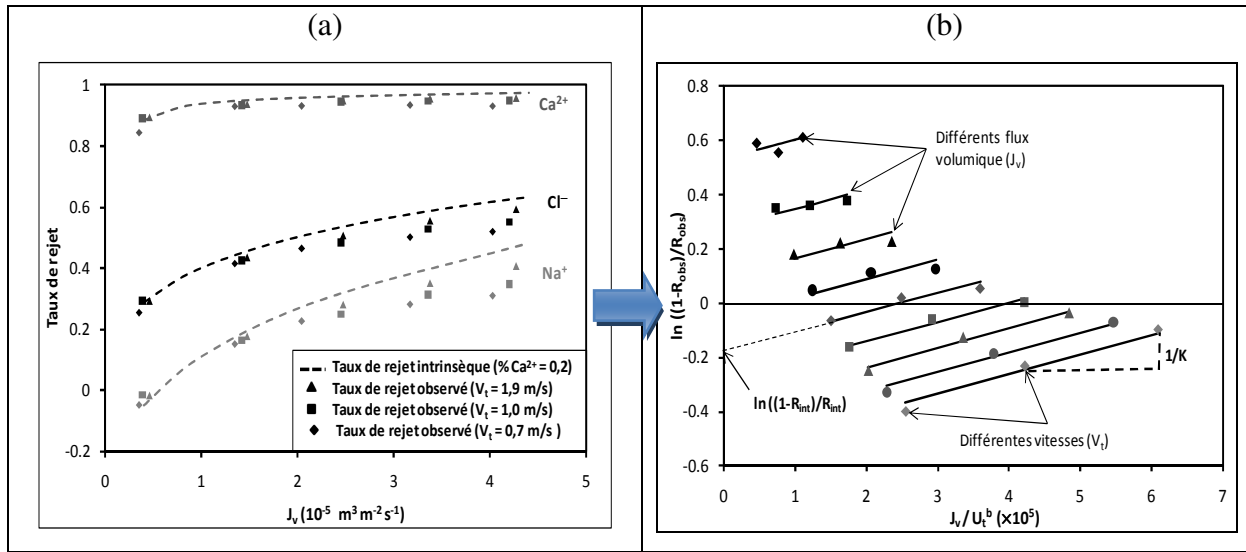 (a)
Taux de rejet
1
0.8
0.6
0.4
0.2
0
-0.2
Ca²⁺
Cl⁻
Na⁺
Taux de rejet intrinsèque (% Ca²⁺ = 0,2)
Taux de rejet observé (Vₜ = 1,9 m/s)
Taux de rejet observé (Vₜ = 1,0 m/s)
Taux de rejet observé (Vₜ = 0,7 m/s )
0 1 2 3 4 5
Jᵥ (10⁻⁵ m³ m⁻² s⁻¹)
(b)
ln ((1-R_obs)/R_obs)
0.8
0.6
0.4
0.2
0
-0.2
-0.4
-0.6
Différents flux
volumique (Jᵥ)
1/K
ln ((1-R_int)/R_int)
Différentes vitesses (Vₜ)
0 1 2 3 4 5 6 7
Jᵥ / Uₜᵇ (×10⁵)